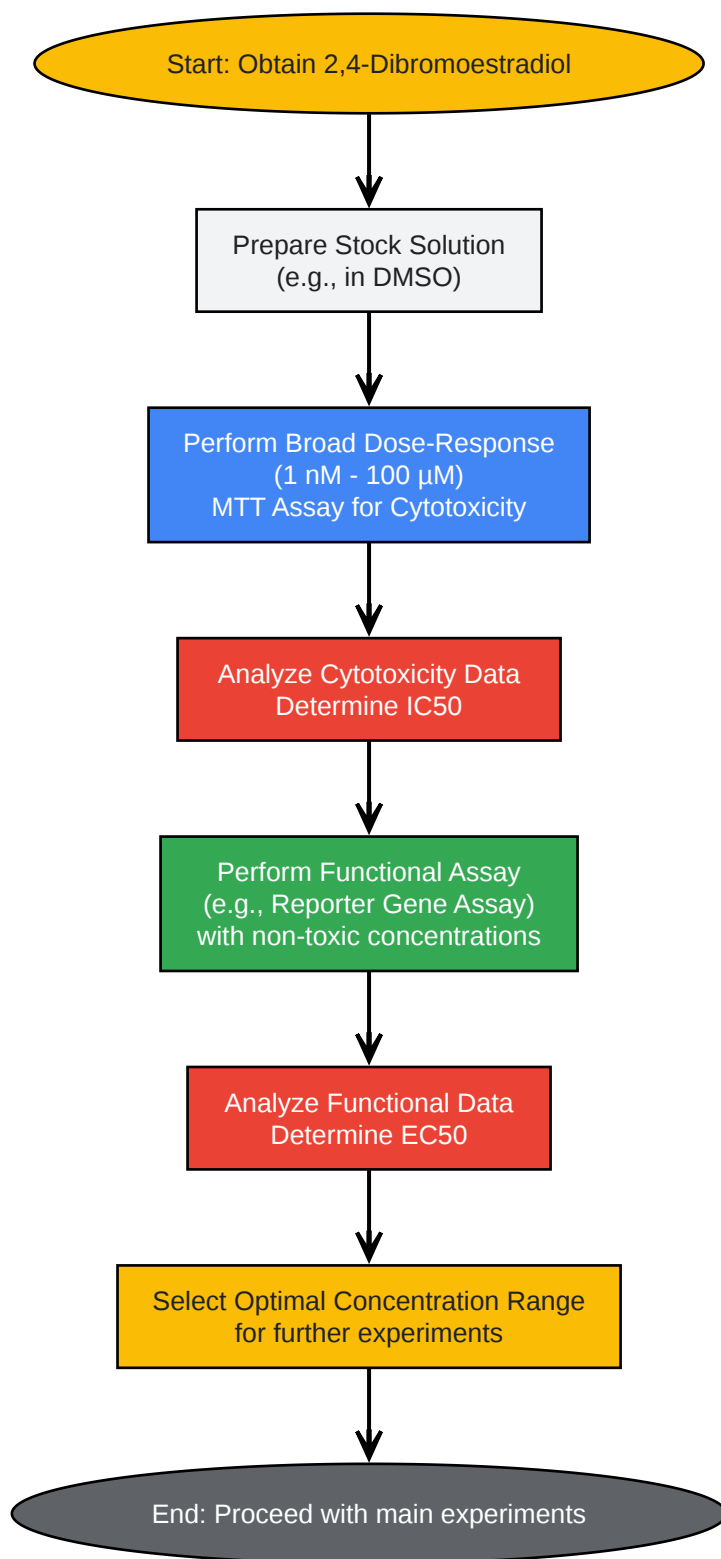 Start: Obtain 2,4-Dibromoestradiol
Prepare Stock Solution
(e.g., in DMSO)
Perform Broad Dose-Response
(1 nM - 100 µM)
MTT Assay for Cytotoxicity
Analyze Cytotoxicity Data
Determine IC50
Perform Functional Assay
(e.g., Reporter Gene Assay)
with non-toxic concentrations
Analyze Functional Data
Determine EC50
Select Optimal Concentration Range
for further experiments
End: Proceed with main experiments